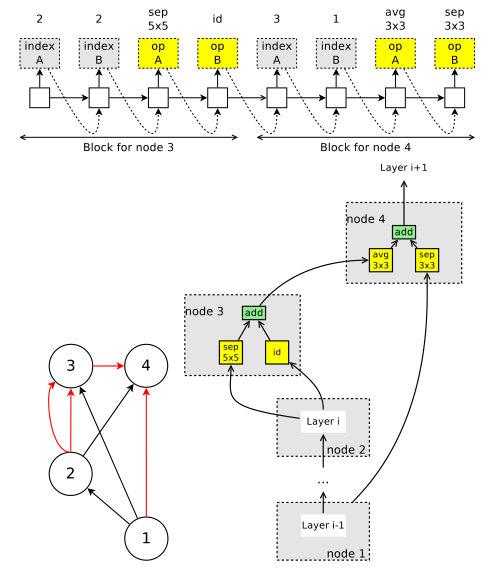 2 2 sep 5x5 id 3 1 avg 3x3 sep 3x3
index A
index B
op A
op B
index A
index B
op A
op B
Block for node 3
Block for node 4
Layer i+1
node 4
add
avg 3x3
sep 3x3
node 3
add
sep 5x5
id
Layer i
node 2
...
Layer i-1
node 1
3
4
2
1